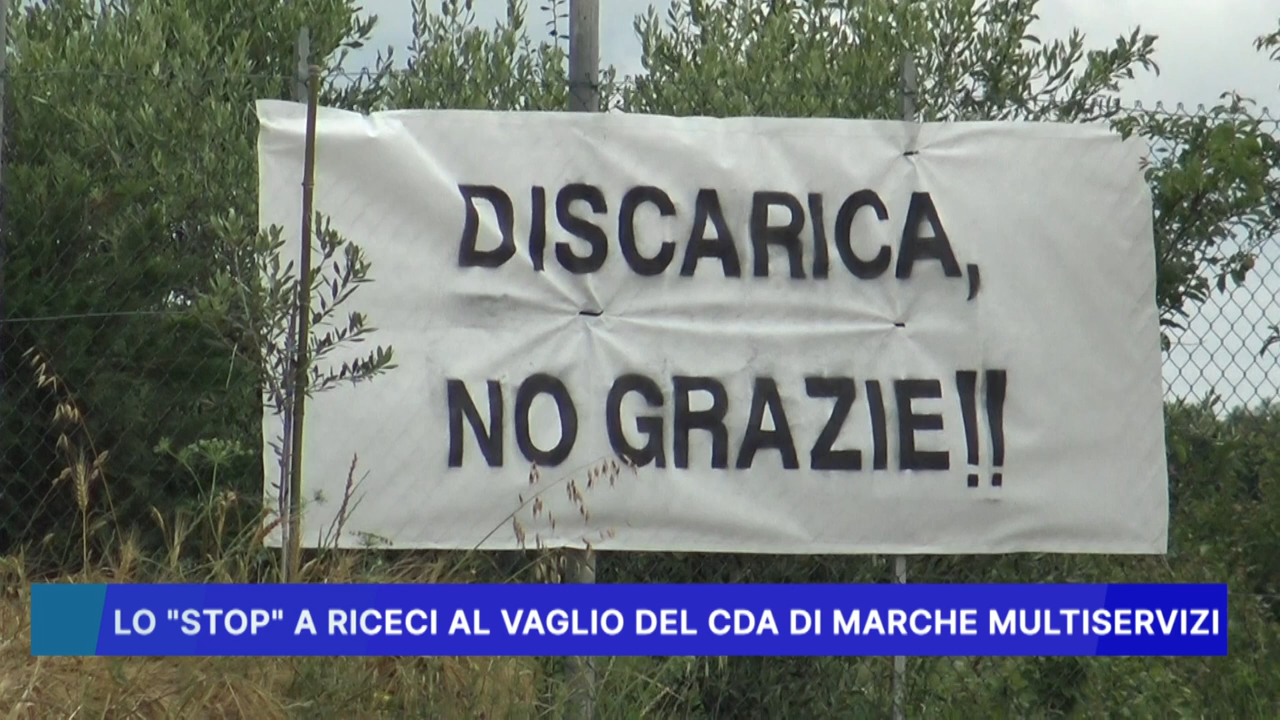 DISCARICA,
NO GRAZIE!!
LO "STOP" A RICECI AL VAGLIO DEL CDA DI MARCHE MULTISERVIZI